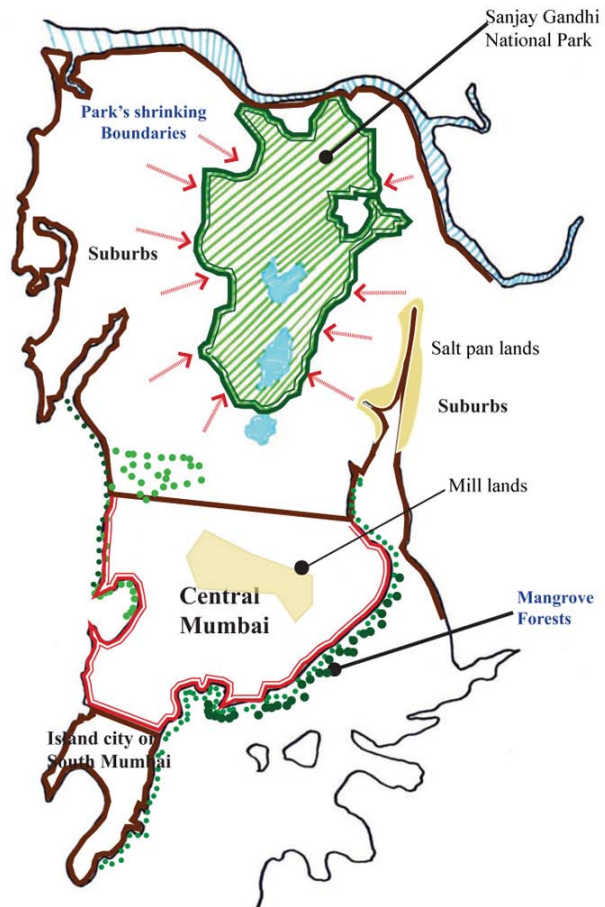 Sanjay Gandhi
National Park
Park's shrinking
Boundaries
Suburbs
Salt pan lands
Suburbs
Mill lands
Central
Mumbai
Mangrove
Forests
Island city of
South Mumbai